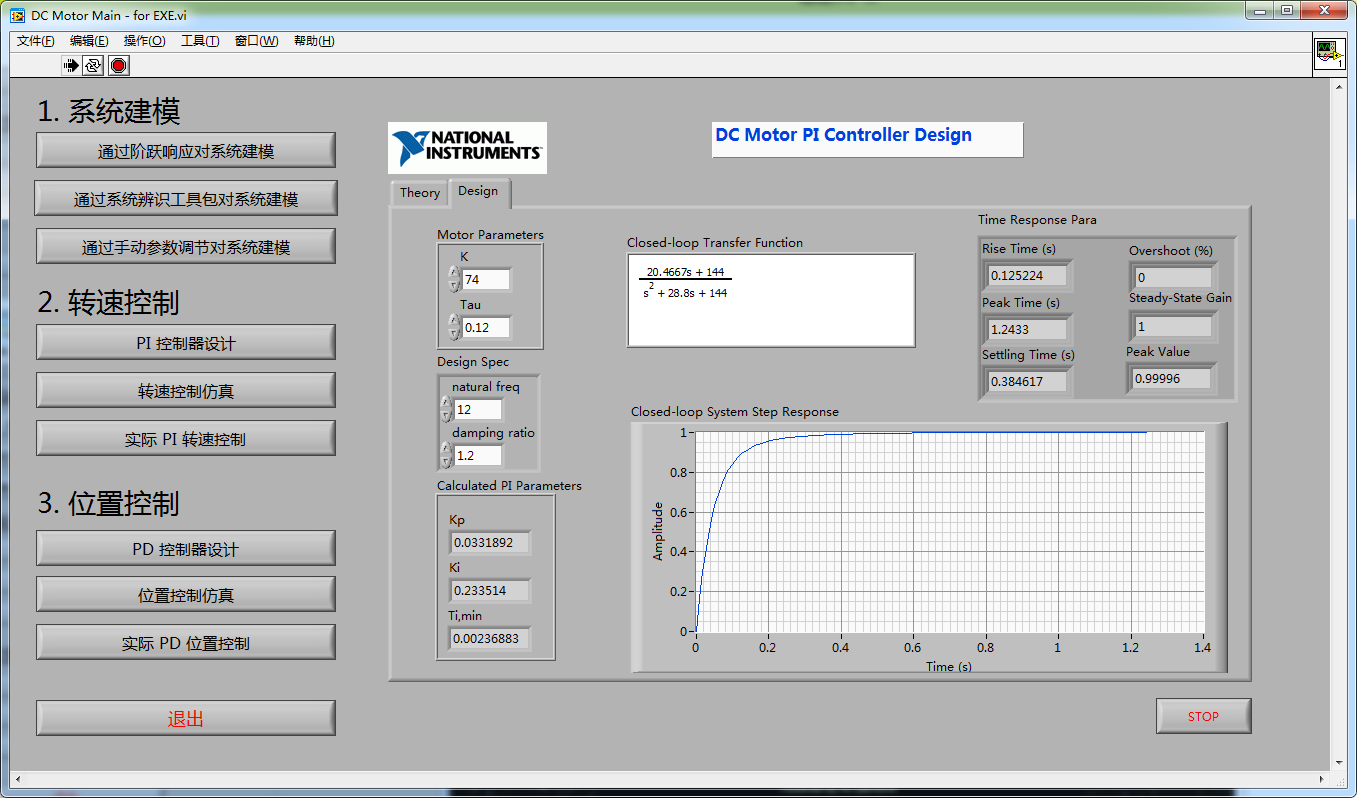 DC Motor Main - for EXE.vi
文件(F) 编辑(E) 操作(O) 工具(T) 窗口(W) 帮助(H)
1
1. 系统建模
通过阶跃响应对系统建模
通过系统辨识工具包对系统建模
通过手动参数调节对系统建模
2. 转速控制
PI 控制器设计
转速控制仿真
实际 PI 转速控制
3. 位置控制
PD 控制器设计
位置控制仿真
实际 PD 位置控制
退出
NATIONAL
INSTRUMENTS™
DC Motor PI Controller Design
Theory Design
Motor Parameters
K
74
Tau
0.12
Design Spec
natural freq
12
damping ratio
1.2
Calculated PI Parameters
Kp
0.0331892
Ki
0.233514
Ti,min
0.00236883
Closed-loop Transfer Function
20.4667s + 144
s² + 28.8s + 144
Time Response Para
Rise Time (s)
0.125224
Peak Time (s)
1.2433
Settling Time (s)
0.384617
Overshoot (%)
0
Steady-State Gain
1
Peak Value
0.99996
Closed-loop System Step Response
Amplitude
1
0.8
0.6
0.4
0.2
0
0 0.2 0.4 0.6 0.8 1 1.2 1.4
Time (s)
STOP